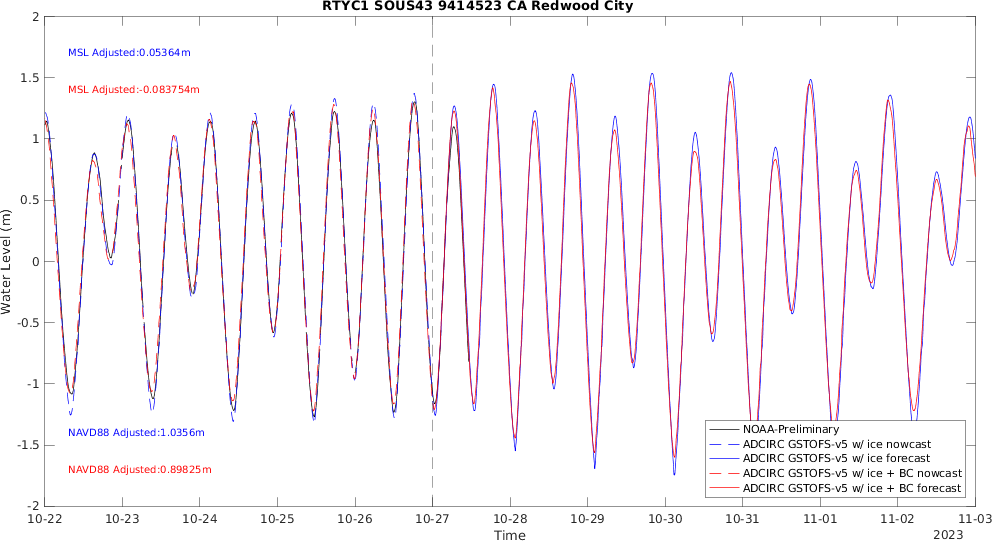 RTYC1 SOUS43 9414523 CA Redwood City
2
1.5
1
0.5
0
-0.5
-1
-1.5
-2
Water Level (m)
MSL Adjusted:0.05364m
MSL Adjusted:-0.083754m
NAVD88 Adjusted:1.0356m
NAVD88 Adjusted:0.89825m
NOAA-Preliminary
ADCIRC GSTOFS-v5 w/ ice nowcast
ADCIRC GSTOFS-v5 w/ ice forecast
ADCIRC GSTOFS-v5 w/ ice + BC nowcast
ADCIRC GSTOFS-v5 w/ ice + BC forecast
10-22 10-23 10-24 10-25 10-26 10-27 10-28 10-29 10-30 10-31 11-01 11-02 11-03
Time
2023